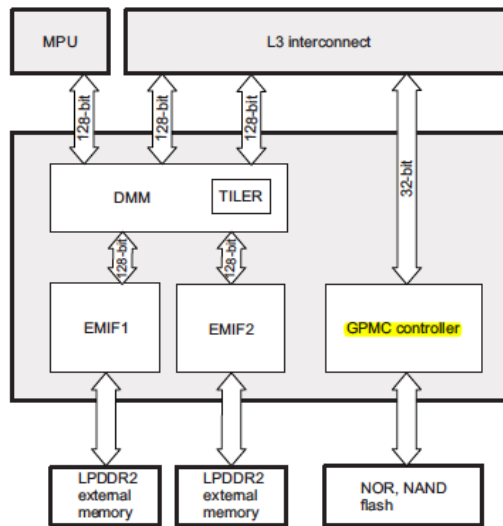 MPU
L3 interconnect
128-bit
128-bit
128-bit
32-bit
DMM
TILER
128-bit
128-bit
EMIF1
EMIF2
GPMC controller
LPDDR2
external
memory
LPDDR2
external
memory
NOR, NAND
flash